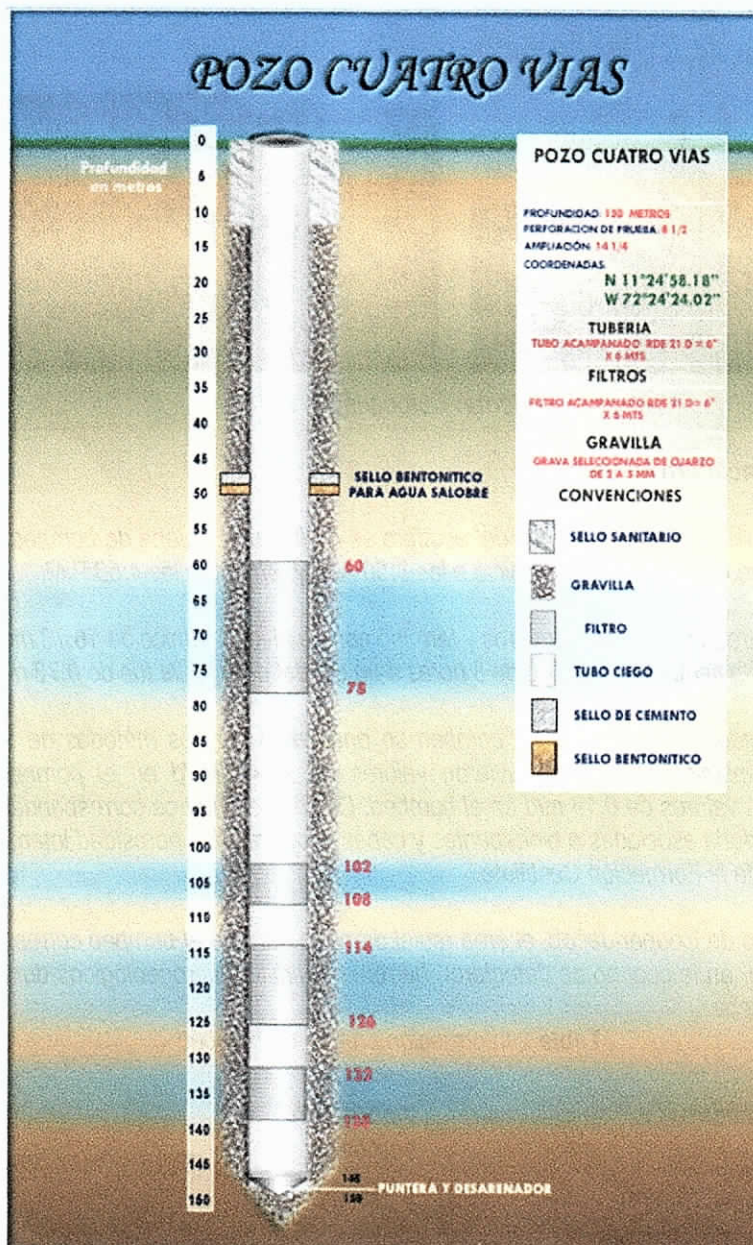 POZO CUATRO VIAS
Profundidad
en metros
0
5
10
15
20
25
30
35
40
45
50
55
60
65
70
75
80
85
90
95
100
105
110
115
120
125
130
135
140
145
150
SELLO BENTONITICO
PARA AGUA SALOBRE
60
78
102
108
114
126
132
138
150
PUNTERA Y DESARENADOR
POZO CUATRO VIAS
PROFUNDIDAD: 150 METROS
PERFORACION DE PRUEBA: 8 1/2
AMPLIACIÓN: 14 1/4
COORDENADAS:
N 11°24'58.18"
W 72°24'24.02"
TUBERIA
TUBO ACAMPANADO RDE 21 D = 6"
X 6 MTS
FILTROS
FILTRO ACAMPANADO RDE 21 D = 6"
X 6 MTS
GRAVILLA
GRAVA SELECCIONADA DE CUARZO
DE 2 A 5 MM
CONVENCIONES
SELLO SANITARIO
GRAVILLA
FILTRO
TUBO CIEGO
SELLO DE CEMENTO
SELLO BENTONITICO